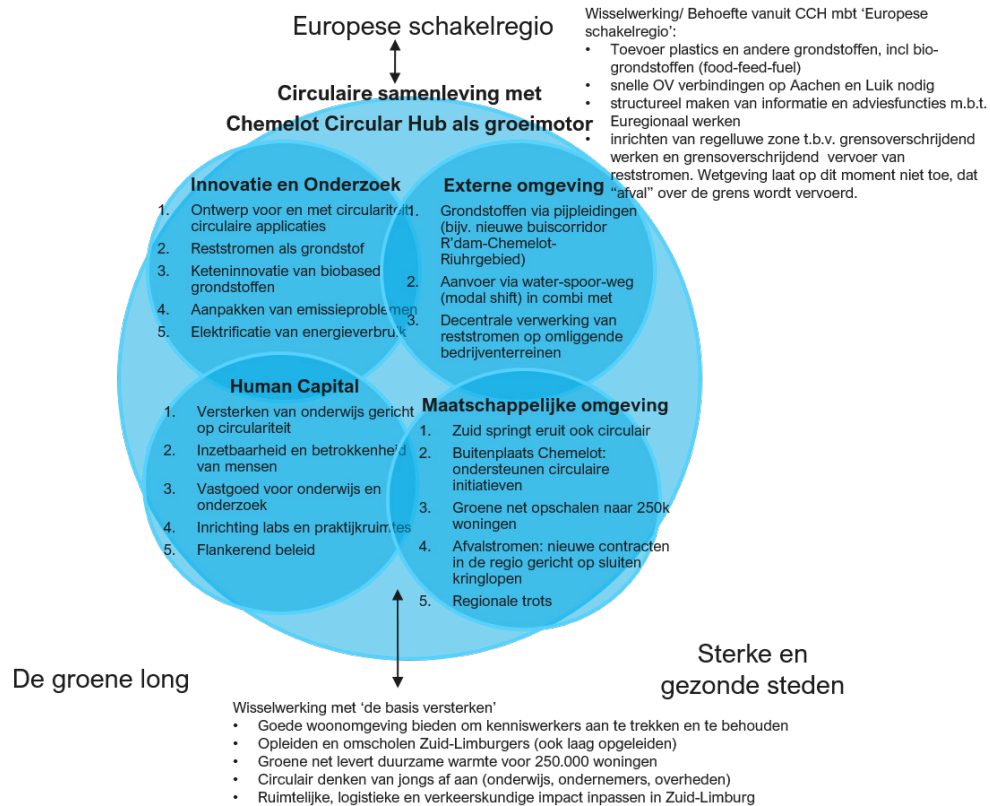 Europese schakelregio
Wisselwerking/ Behoefte vanuit CCH mbt ‘Europese
schakelregio’:
• Toevoer plastics en andere grondstoffen, incl bio-
grondstoffen (food-feed-fuel)
• snelle OV verbindingen op Aachen en Luik nodig
• structureel maken van informatie en adviesfuncties m.b.t.
Euregionaal werken
• inrichten van regelluwe zone t.b.v. grensoverschrijdend
werken en grensoverschrijdend vervoer van
reststromen. Wetgeving laat op dit moment niet toe, dat
“afval” over de grens wordt vervoerd.
Circulaire samenleving met
Chemelot Circular Hub als groeimotor
Innovatie en Onderzoek
1. Ontwerp voor en met circulariteit,
circulaire applicaties
2. Reststromen als grondstof
3. Keteninnovatie van biobased
grondstoffen
4. Aanpakken van emissieproblemen
5. Elektrificatie van energieverbruik
Externe omgeving
1. Grondstoffen via pijpleidingen
(bijv. nieuwe buiscorridor
R’dam-Chemelot-
Riuhrgebied)
2. Aanvoer via water-spoor-weg
(modal shift) in combi met
3. Decentrale verwerking van
reststromen op omliggende
bedrijventerreinen
Human Capital
1. Versterken van onderwijs gericht
op circulariteit
2. Inzetbaarheid en betrokkenheid
van mensen
3. Vastgoed voor onderwijs en
onderzoek
4. Inrichting labs en praktijkruimtes
5. Flankerend beleid
Maatschappelijke omgeving
1. Zuid springt eruit ook circulair
2. Buitenplaats Chemelot:
ondersteunen circulaire
initiatieven
3. Groene net opschalen naar 250k
woningen
4. Afvalstromen: nieuwe contracten
in de regio gericht op sluiten
kringlopen
5. Regionale trots
De groene long
Sterke en
gezonde steden
Wisselwerking met ‘de basis versterken’
• Goede woonomgeving bieden om kenniswerkers aan te trekken en te behouden
• Opleiden en omscholen Zuid-Limburgers (ook laag opgeleiden)
• Groene net levert duurzame warmte voor 250.000 woningen
• Circulair denken van jongs af aan (onderwijs, ondernemers, overheden)
• Ruimtelijke, logistieke en verkeerskundige impact inpassen in Zuid-Limburg